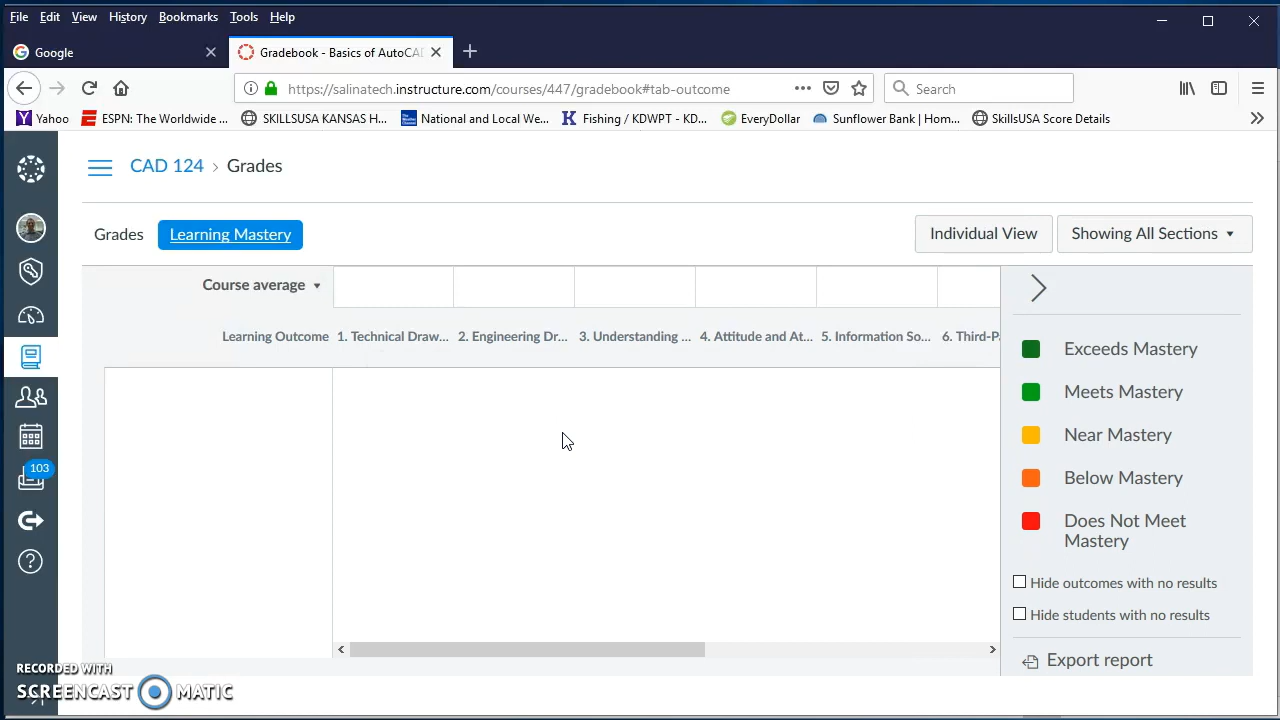 File Edit View History Bookmarks Tools Help
Google
Gradebook - Basics of AutoCAD
https://salinatech.instructure.com/courses/447/gradebook#tab-outcome
Search
Yahoo ESPN: The Worldwide ... SKILLSUSA KANSAS H... National and Local We... Fishing / KDWPT - KD... EveryDollar Sunflower Bank | Hom... SkillsUSA Score Details
CAD 124 › Grades
Grades Learning Mastery Individual View Showing All Sections
Course average
Learning Outcome 1. Technical Draw... 2. Engineering Dr... 3. Understanding ... 4. Attitude and At... 5. Information So... 6. Third-P
Exceeds Mastery
Meets Mastery
Near Mastery
Below Mastery
Does Not Meet
Mastery
Hide outcomes with no results
Hide students with no results
Export report
103
RECORDED WITH
SCREENCAST MATIC